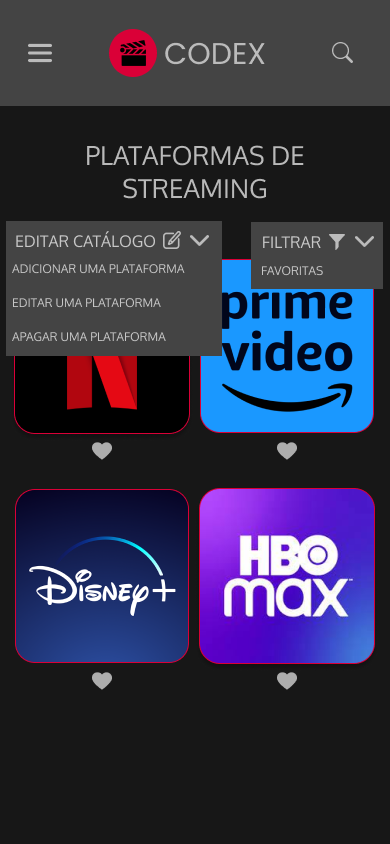 CODEX
PLATAFORMAS DE
STREAMING
EDITAR CATÁLOGO
ADICIONAR UMA PLATAFORMA
EDITAR UMA PLATAFORMA
APAGAR UMA PLATAFORMA
FILTRAR
FAVORITAS
prime
video
Disney+
HBO
max